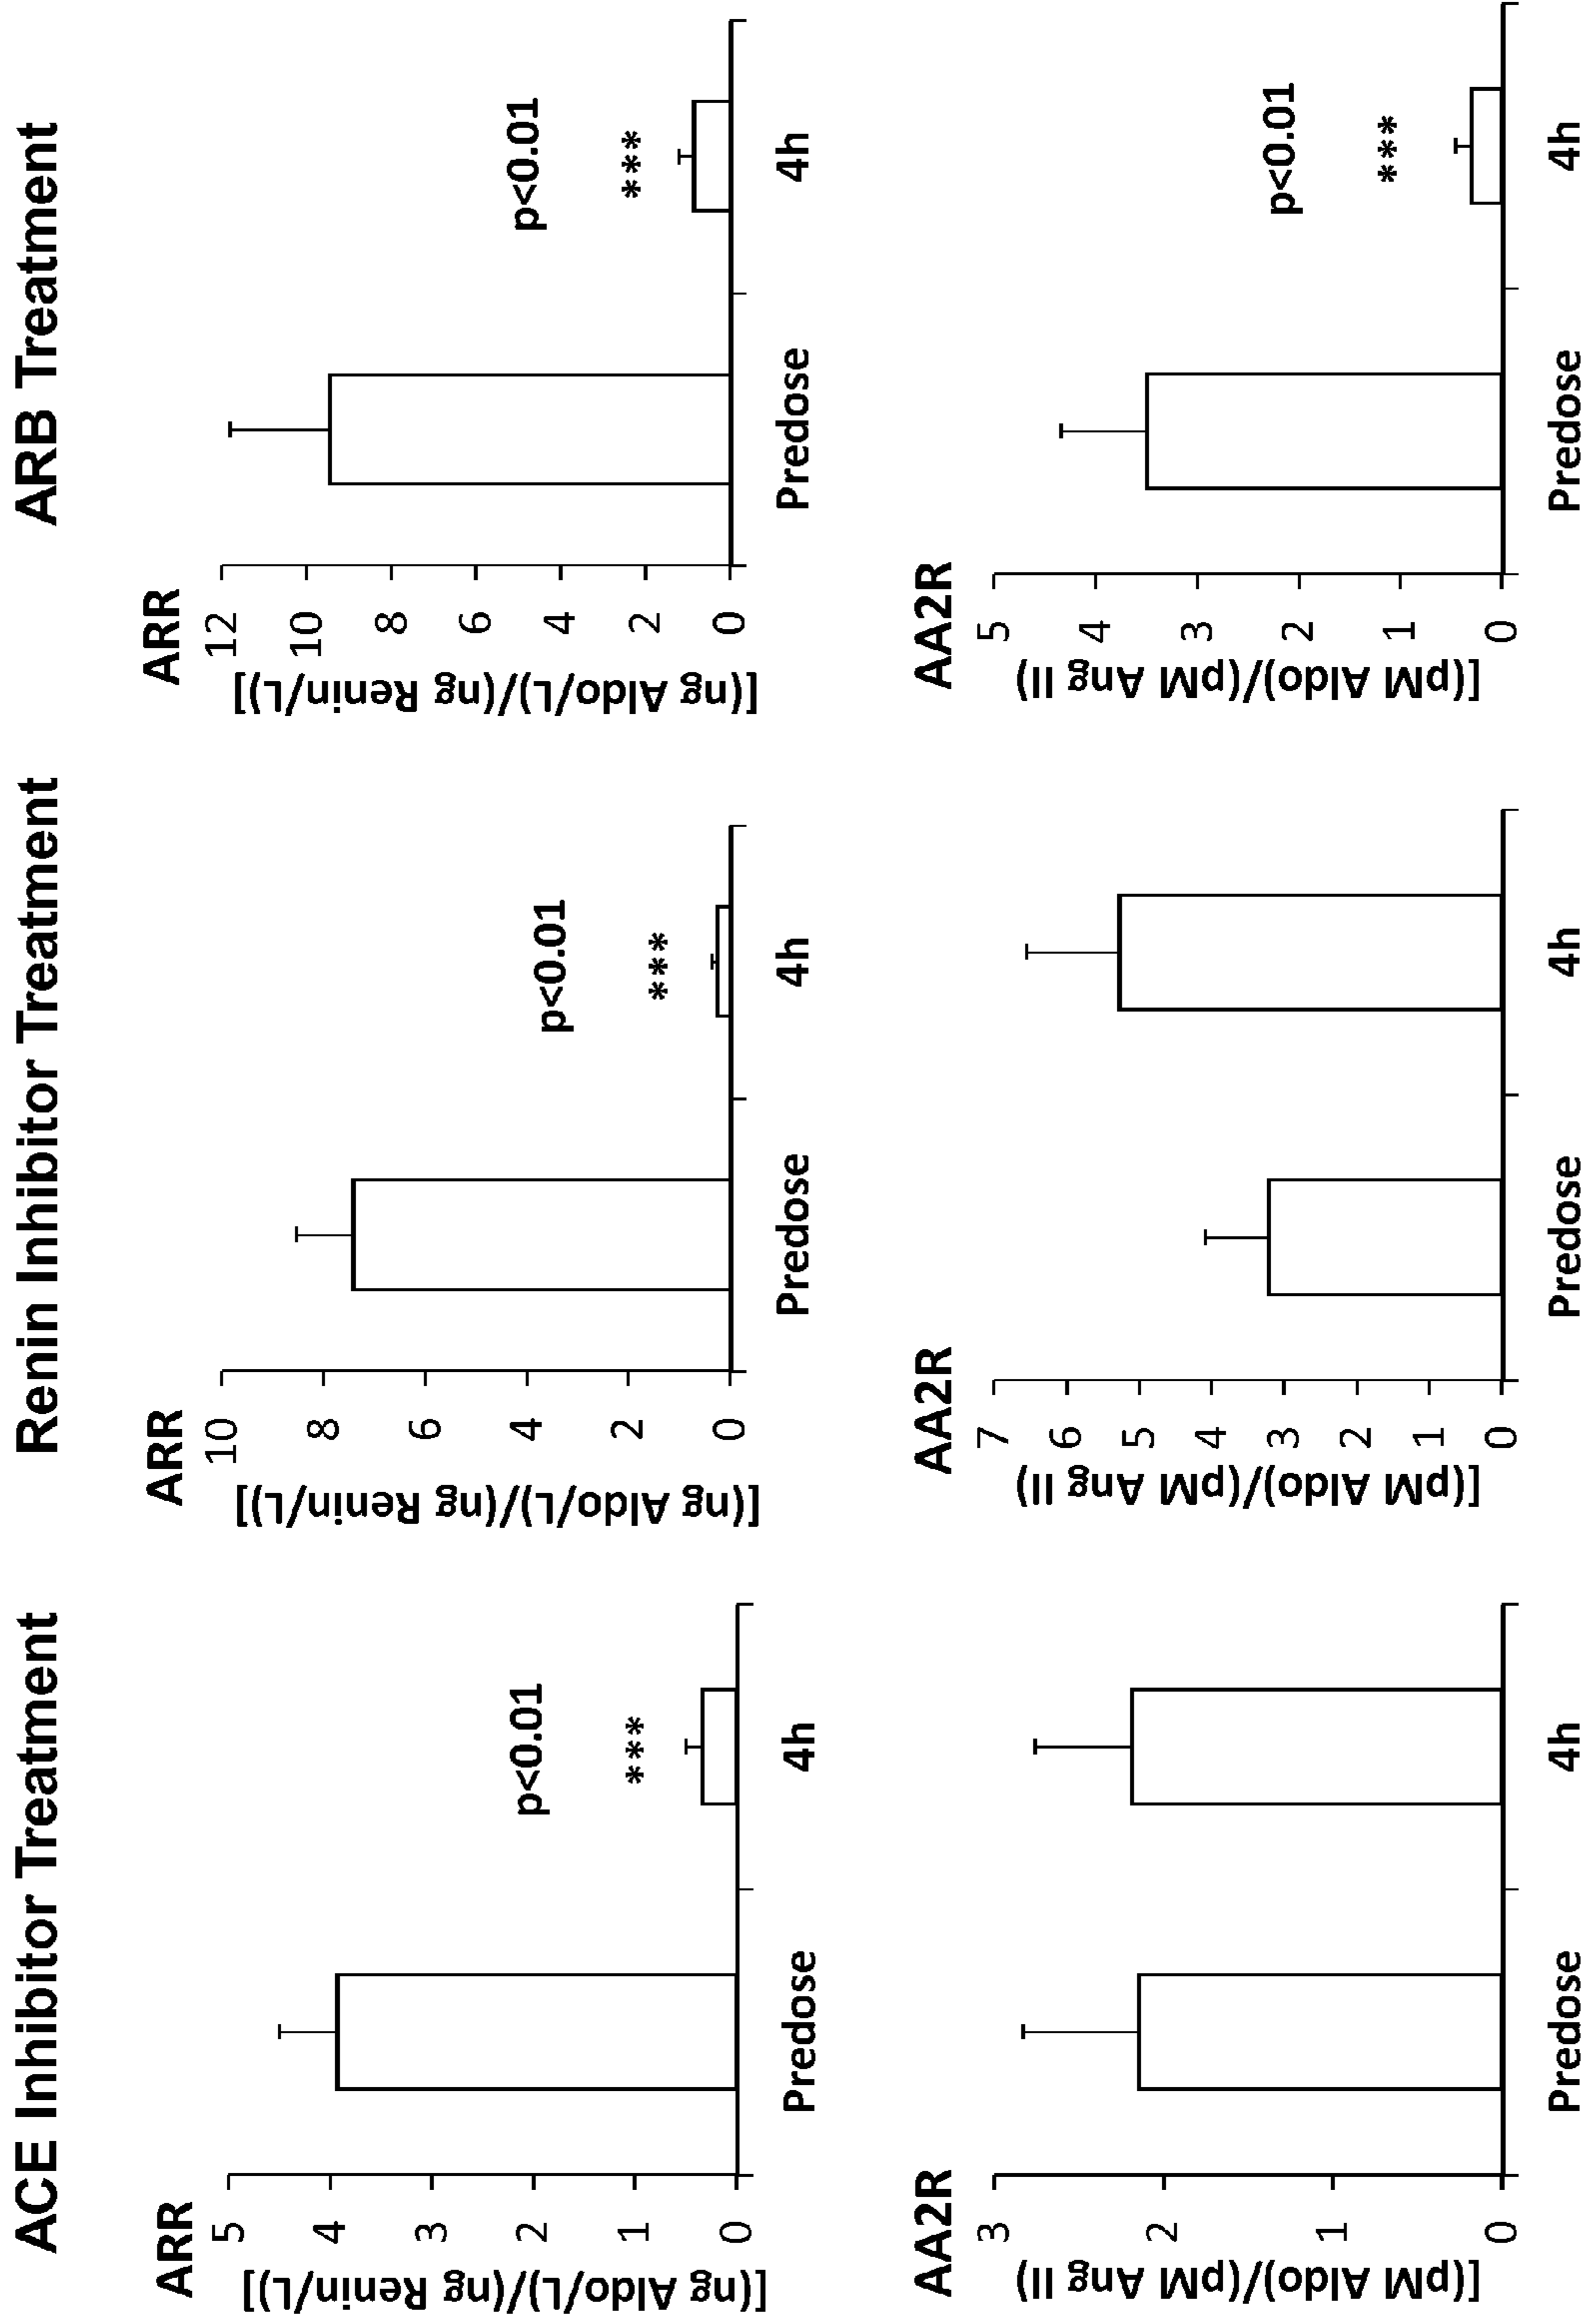 ACE Inhibitor Treatment
ARR
[(ng Aldo/L)/(ng Renin/L)]
5
4
3
2
1
0
p<0.01
***
Predose
4h
AA2R
[(pM Aldo)/(pM Ang II)
3
2
1
0
Predose
4h
Renin Inhibitor Treatment
ARR
[(ng Aldo/L)/(ng Renin/L)]
10
8
6
4
2
0
p<0.01
***
Predose
4h
AA2R
[(pM Aldo)/(pM Ang II)
7
6
5
4
3
2
1
0
Predose
4h
ARB Treatment
ARR
[(ng Aldo/L)/(ng Renin/L)]
12
10
8
6
4
2
0
p<0.01
***
Predose
4h
AA2R
[(pM Aldo)/(pM Ang II)
5
4
3
2
1
0
p<0.01
***
Predose
4h